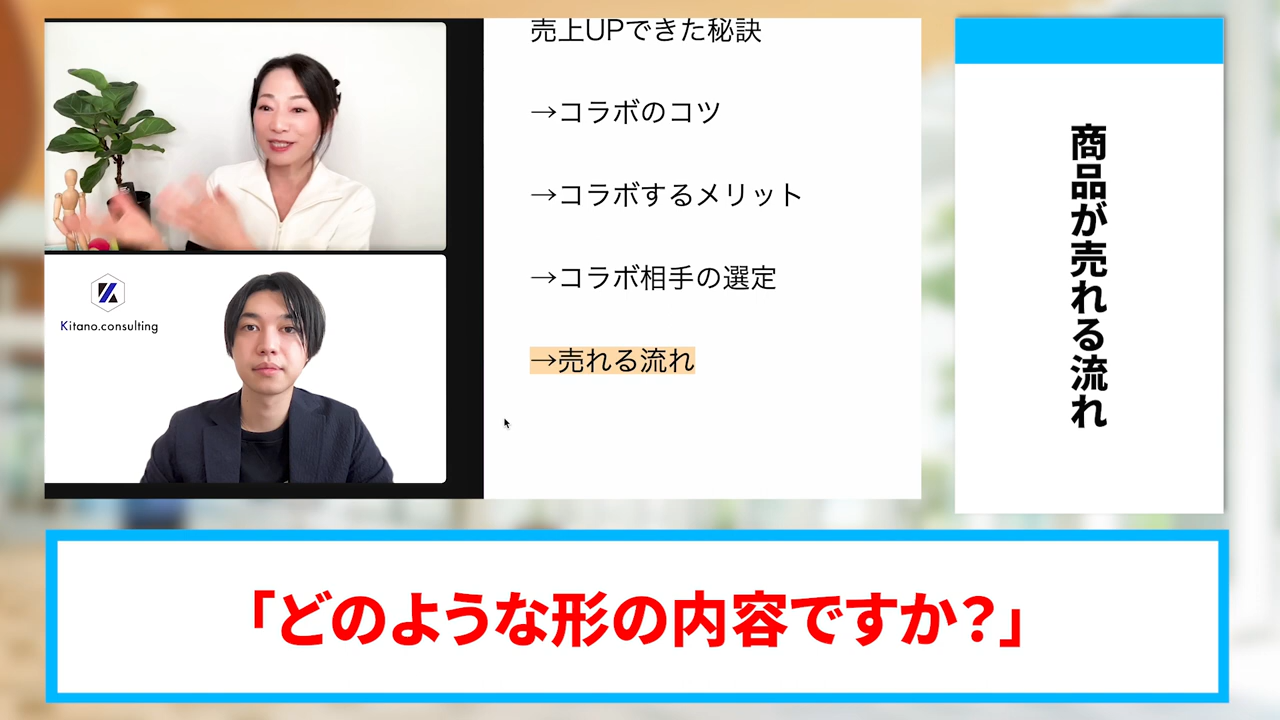 売上UPできた秘訣
→コラボのコツ
→コラボするメリット
→コラボ相手の選定
→売れる流れ
Kitano.consulting
商品が売れる流れ
「どのような形の内容ですか？」